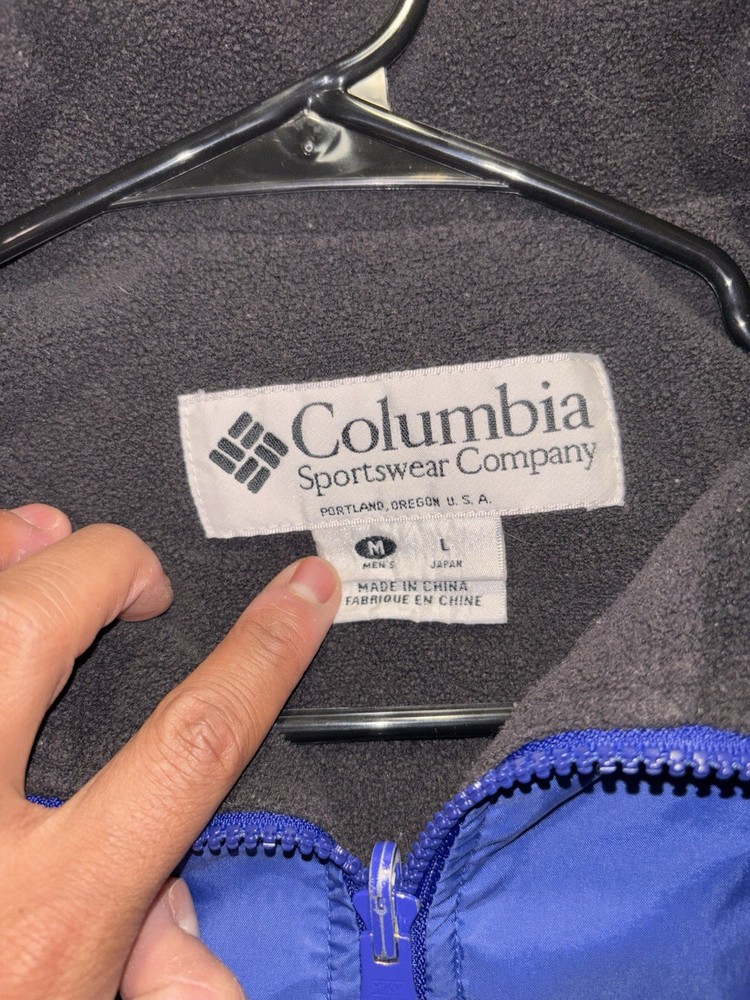 Columbia
Sportswear Company
PORTLAND, OREGON U. S. A.
M L
MEN'S JAPAN
MADE IN CHINA
FABRIQUE EN CHINE